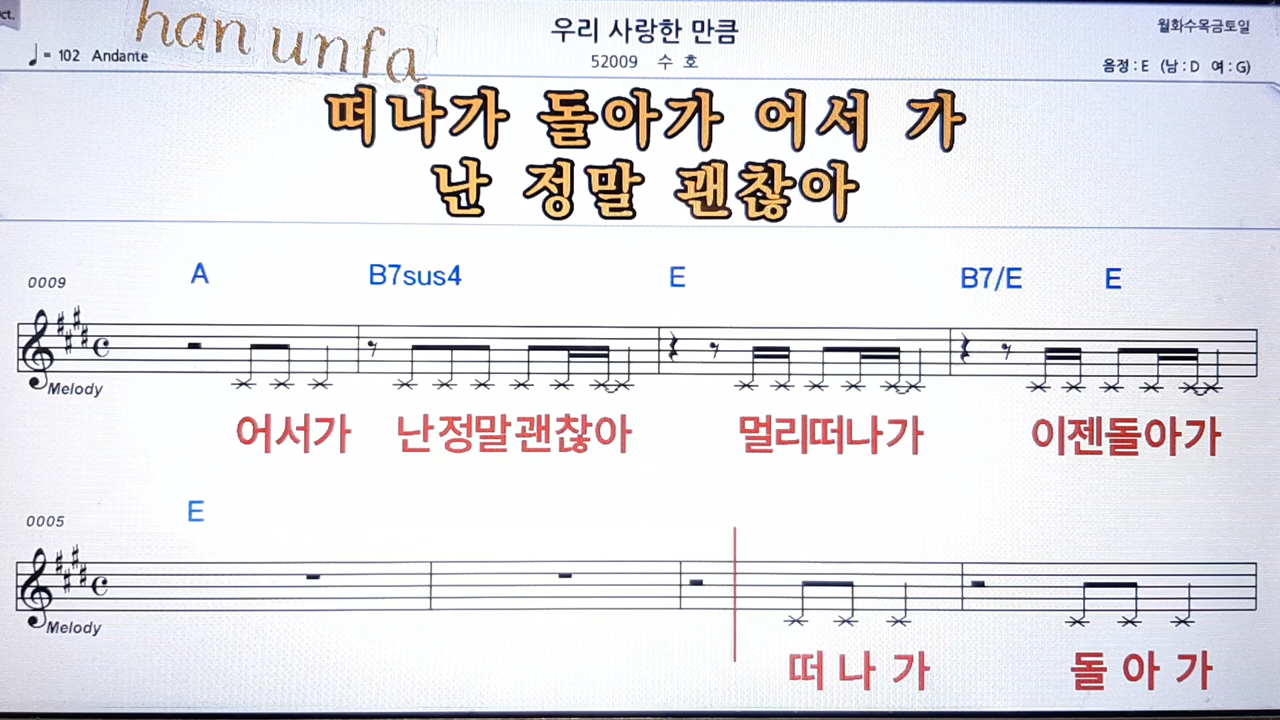 ct.
han unfa
우리 사랑한 만큼
월화수목금토일
♩= 102 Andante
52009 수 호
음정 : E (남 : D 여 : G)
떠나가 돌아가 어서 가
난 정말 괜찮아
0009
A B7sus4 E B7/E E
Melody
어서가 난정말괜찮아 멀리떠나가 이젠돌아가
0005
E
Melody
떠 나 가 돌 아 가